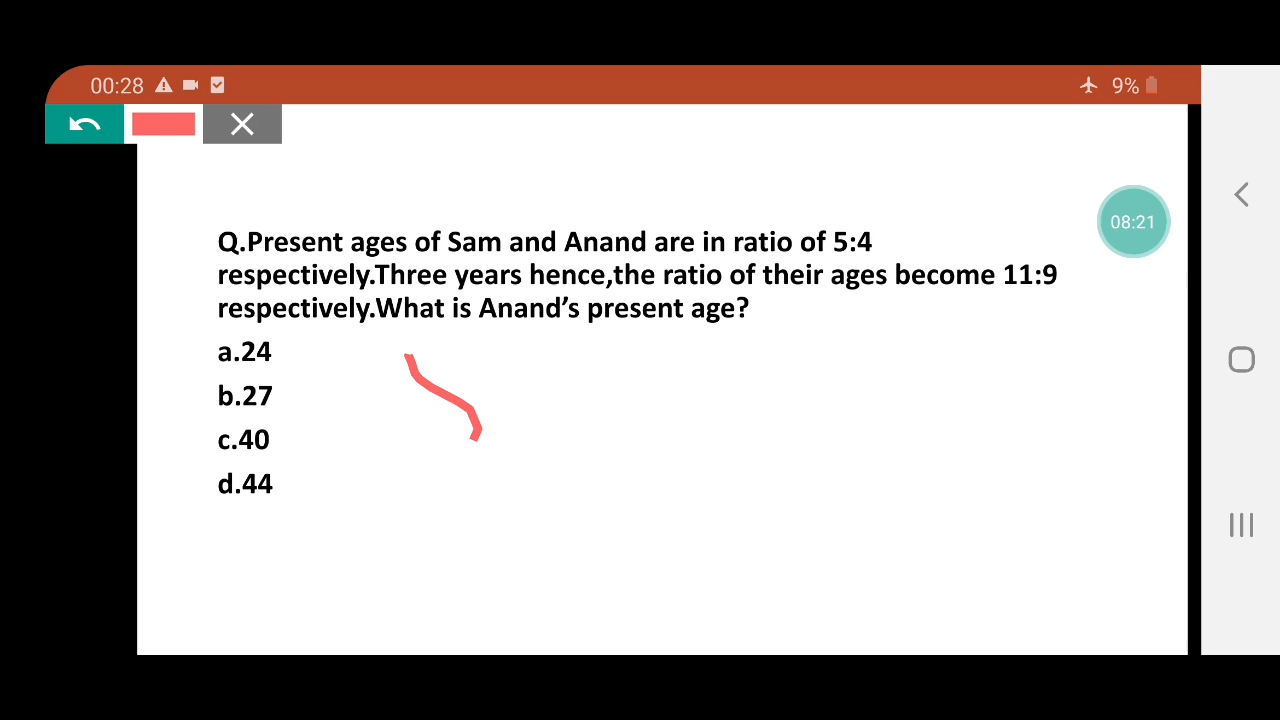 00:28
9%
08:21
Q.Present ages of Sam and Anand are in ratio of 5:4
respectively.Three years hence,the ratio of their ages become 11:9
respectively.What is Anand’s present age?
a.24
b.27
c.40
d.44